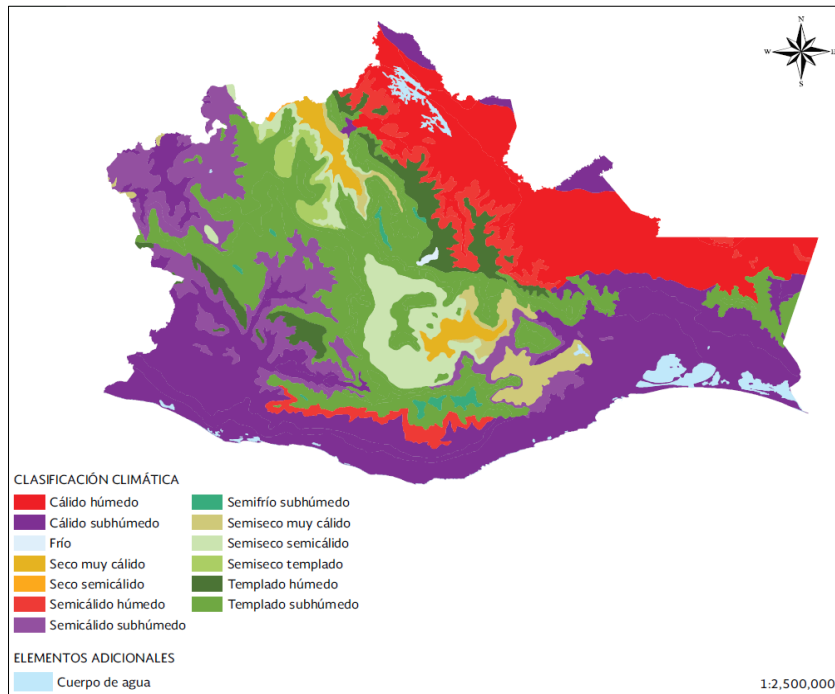 N
W
E
S
CLASIFICACIÓN CLIMÁTICA
Cálido húmedo
Cálido subhúmedo
Frío
Seco muy cálido
Seco semicálido
Semicálido húmedo
Semicálido subhúmedo
Semifrío subhúmedo
Semiseco muy cálido
Semiseco semicálido
Semiseco templado
Templado húmedo
Templado subhúmedo
ELEMENTOS ADICIONALES
Cuerpo de agua
1:2,500,000